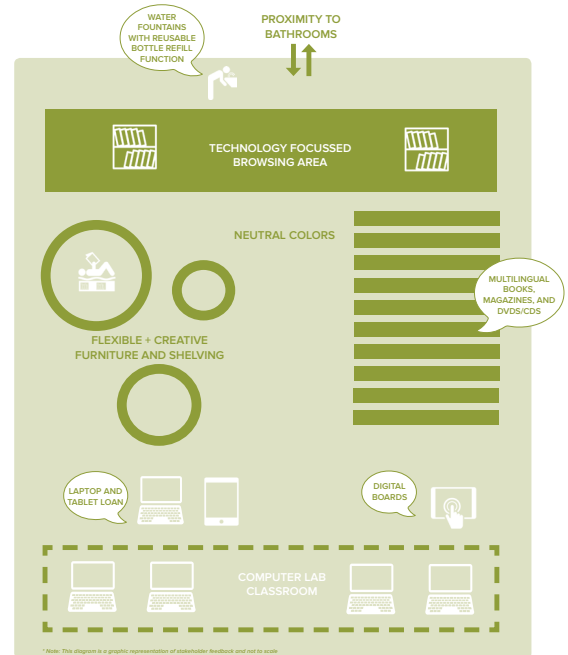 WATER
FOUNTAINS
WITH REUSABLE
BOTTLE REFILL
FUNCTION
PROXIMITY TO
BATHROOMS
TECHNOLOGY FOCUSSED
BROWSING AREA
NEUTRAL COLORS
MULTILINGUAL
BOOKS,
MAGAZINES, AND
DVDS/CDS
FLEXIBLE + CREATIVE
FURNITURE AND SHELVING
LAPTOP AND
TABLET LOAN
DIGITAL
BOARDS
COMPUTER LAB
CLASSROOM
* Note: This diagram is a graphic representation of stakeholder feedback and not to scale